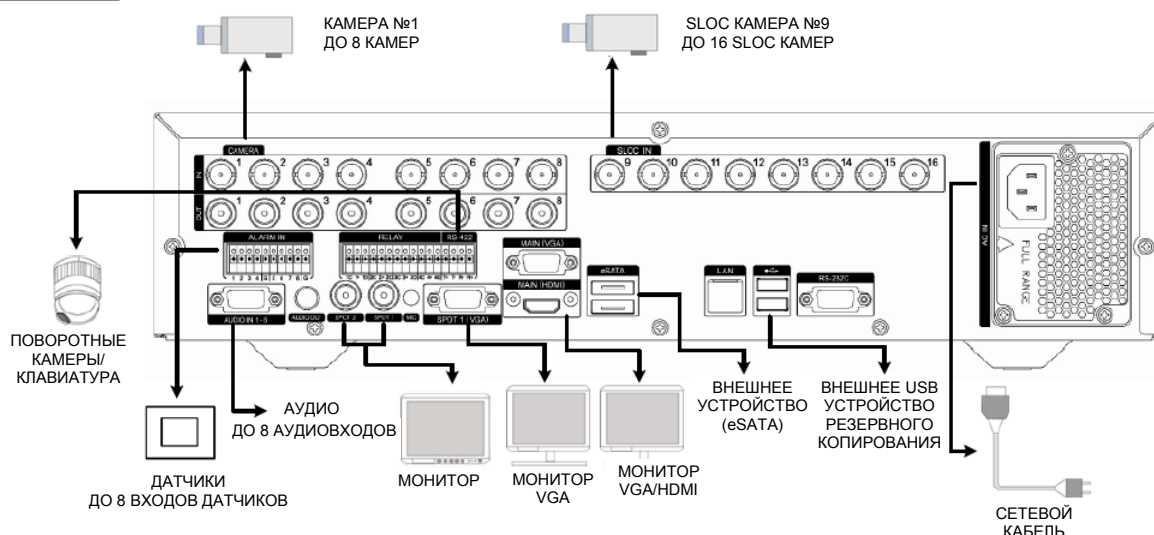 КАМЕРА №1
ДО 8 КАМЕР
SLOC КАМЕРА №9
ДО 16 SLOC КАМЕР
CAMERA
SLOC IN
IN
1 2 3 4 5 6 7 8
9 10 11 12 13 14 15 16
OUT
1 2 3 4 5 6 7 8
AC IN
FULL RANGE
ALARM IN
RELAY
RS-422
MAIN (VGA)
eSATA
LAN
RS-232C
MAIN (HDMI)
AUDIO IN 1-8
AUDIO OUT
SPOT 2
SPOT 1
MIC
SPOT 1 (VGA)
ПОВОРОТНЫЕ
КАМЕРЫ/
КЛАВИАТУРА
АУДИО
ДО 8 АУДИОВХОДОВ
ВНЕШНЕЕ
УСТРОЙСТВО
(eSATA)
ВНЕШНЕЕ USB
УСТРОЙСТВО
РЕЗЕРВНОГО
КОПИРОВАНИЯ
ДАТЧИКИ
ДО 8 ВХОДОВ ДАТЧИКОВ
МОНИТОР
МОНИТОР
VGA
МОНИТОР
VGA/HDMI
СЕТЕВОЙ
КАБЕЛЬ